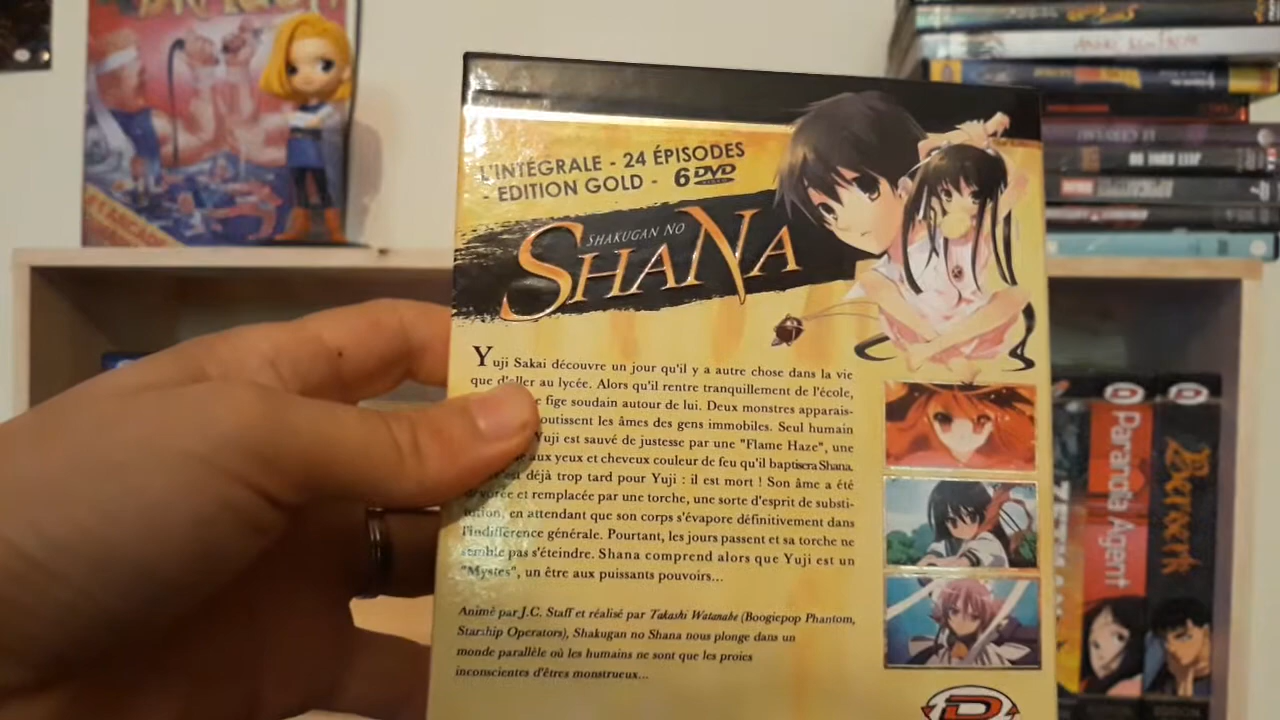 L'INTÉGRALE - 24 ÉPISODES
- EDITION GOLD - 6 DVD
VIDEO
SHAKUGAN NO
SHANA
Yuji Sakai découvre un jour qu'il y a autre chose dans la vie
que d'aller au lycée. Alors qu'il rentre tranquillement de l'école,
fige soudain autour de lui. Deux monstres apparais-
les âmes des gens immobiles. Seul humain
Yuji est sauvé de justesse par une "Flame Haze", une
aux yeux et cheveux couleur de feu qu'il baptisera Shana.
déjà trop tard pour Yuji : il est mort ! Son âme a été
et remplacée par une torche, une sorte d'esprit de substi-
tution, en attendant que son corps s'évapore définitivement dans
l'indifférence générale. Pourtant, les jours passent et sa torche ne
semble pas s'éteindre. Shana comprend alors que Yuji est un
"Mystes", un être aux puissants pouvoirs...
Animé par J.C. Staff et réalisé par Takashi Watanabe (Boogiepop Phantom,
Starship Operators), Shakugan no Shana nous plonge dans un
monde parallèle où les humains ne sont que les proies
inconscientes d'êtres monstrueux...
Paranoia Agent
Berserk